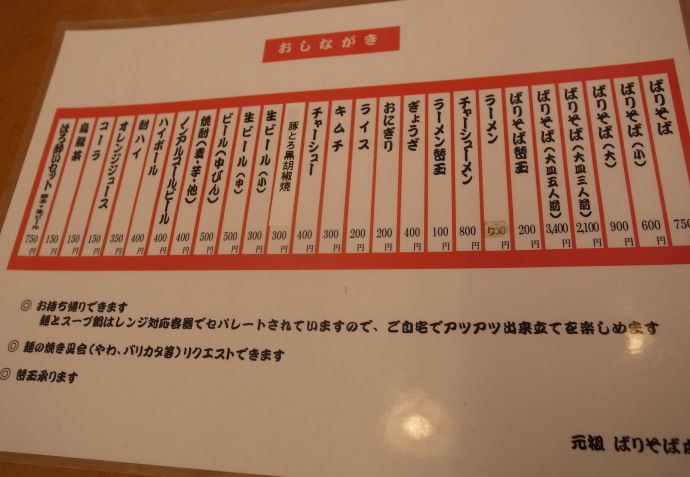 おしながき
ばりそば 750
ばりそば(小) 600円
ばりそば(大) 900円
ばりそば(大皿三人前) 2,100円
ばりそば(大皿五人前) 3,400円
ばりそば替玉 200円
ラーメン 円
チャーシューメン 800円
ラーメン替玉 100円
ぎょうざ 400円
おにぎり 200円
ライス 200円
キムチ 300円
チャーシュー 400円
豚とろ黒胡椒焼 300円
生ビール(小) 300円
生ビール(中) 500円
ビール(中びん) 500円
焼酎(麦・芋・他) 400円
ノンアルコールビール 400円
ハイボール 400円
酎ハイ 350円
オレンジジュース 150円
コーラ 150円
烏龍茶 150円
ほろ酔いセット 750円
◎ お持ち帰りできます
麺とスープ餡はレンジ対応容器でセパレートされていますので、ご自宅でアツアツ出来立てを楽しめます
◎ 麺の焼き具合(やわ、バリカタ等)リクエストできます
◎ 替玉承ります
元祖 ばりそば